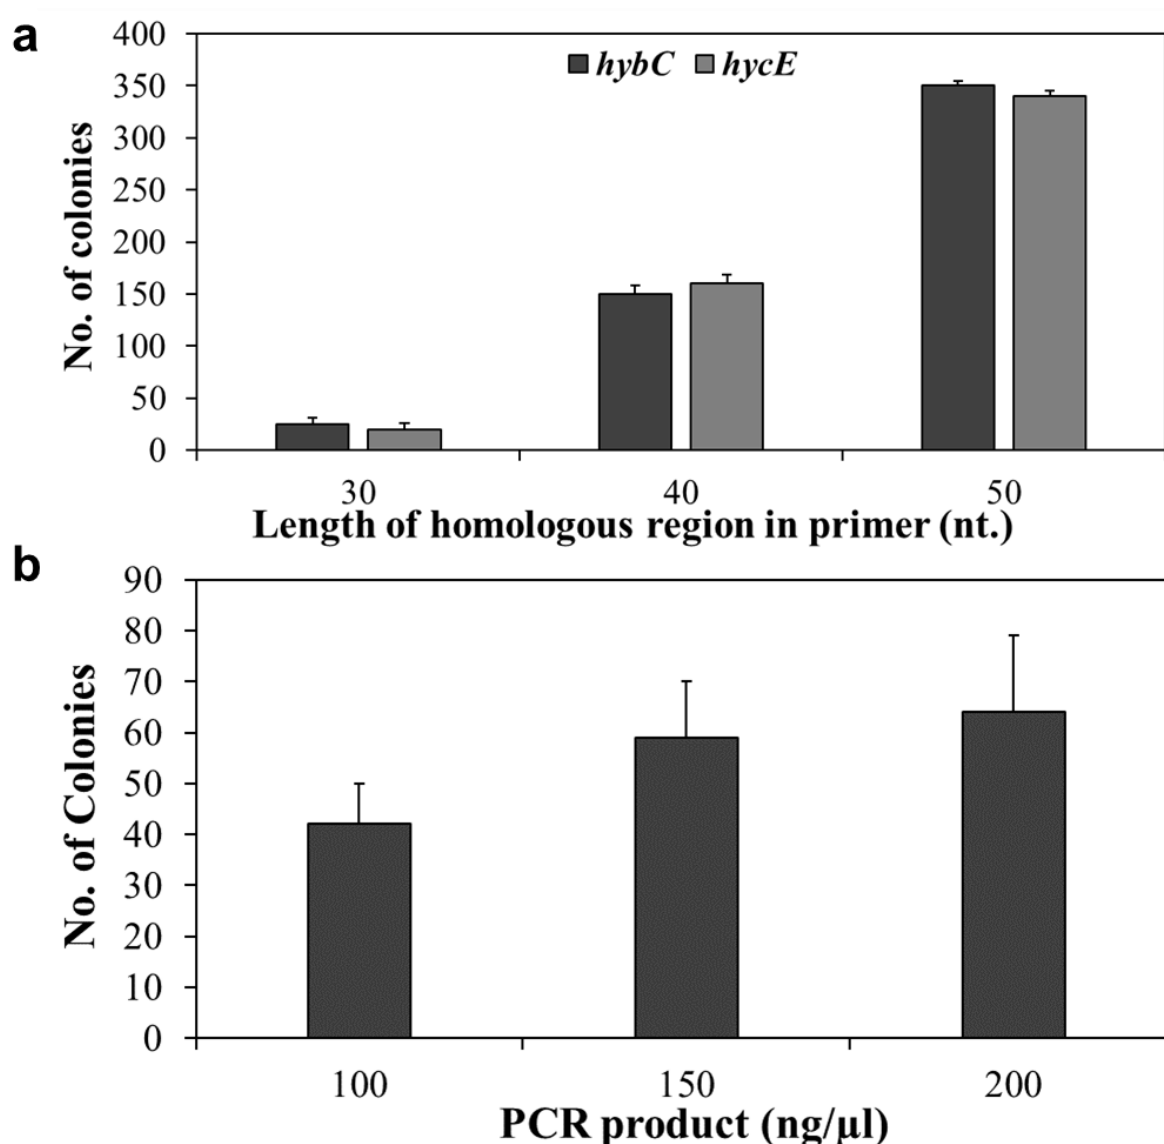 a
400
350
300
250
200
150
100
50
0
No. of colonies
hybC hycE
30 40 50
Length of homologous region in primer (nt.)
b
90
80
70
60
50
40
30
20
10
0
No. of Colonies
100 150 200
PCR product (ng/µl)